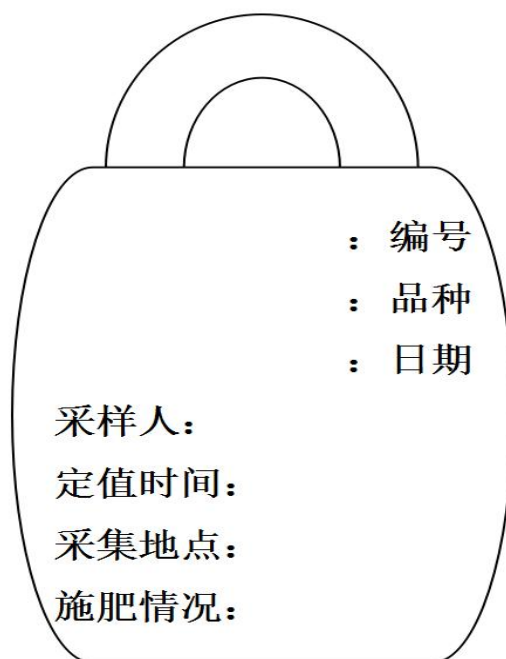 ：编号
：品种
：日期
采样人：
定值时间：
采集地点：
施肥情况：